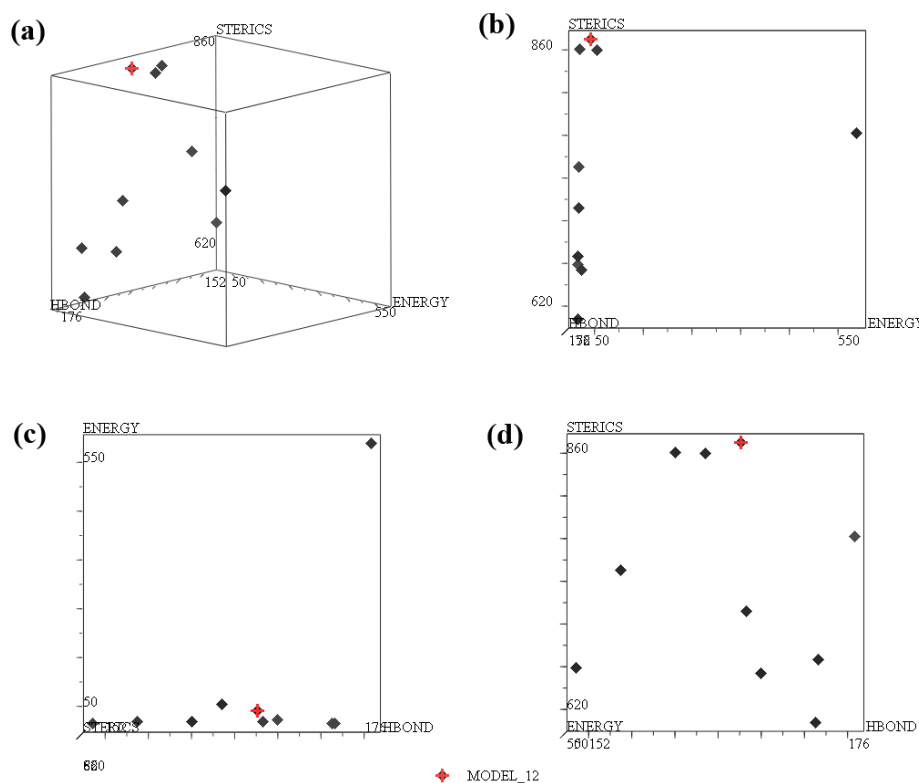 (a)
STERICS
860
620
152 50
HBOND
176
ENERGY
550
(b)
STERICS
860
620
HBOND
50
550
ENERGY
(c)
ENERGY
550
50
STERICS
176
HBOND
(d)
STERICS
860
620
ENERGY
152
176
HBOND
MODEL_12